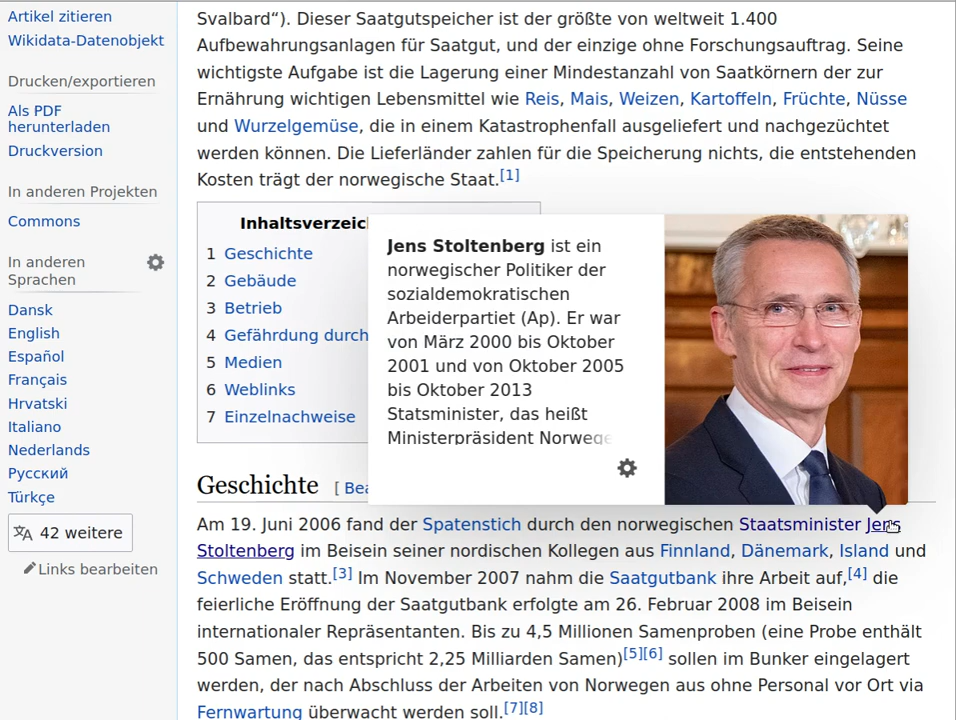 Artikel zitieren
Wikidata-Datenobjekt
Drucken/exportieren
Als PDF
herunterladen
Druckversion
In anderen Projekten
Commons
In anderen
Sprachen
Dansk
English
Español
Français
Hrvatski
Italiano
Nederlands
Русский
Türkçe
42 weitere
Links bearbeiten
Svalbard“). Dieser Saatgutspeicher ist der größte von weltweit 1.400
Aufbewahrungsanlagen für Saatgut, und der einzige ohne Forschungsauftrag. Seine
wichtigste Aufgabe ist die Lagerung einer Mindestanzahl von Saatkörnern der zur
Ernährung wichtigen Lebensmittel wie Reis, Mais, Weizen, Kartoffeln, Früchte, Nüsse
und Wurzelgemüse, die in einem Katastrophenfall ausgeliefert und nachgezüchtet
werden können. Die Lieferländer zahlen für die Speicherung nichts, die entstehenden
Kosten trägt der norwegische Staat.[1]
Inhaltsverzeic
1 Geschichte
2 Gebäude
3 Betrieb
4 Gefährdung durch
5 Medien
6 Weblinks
7 Einzelnachweise
Jens Stoltenberg ist ein
norwegischer Politiker der
sozialdemokratischen
Arbeiderpartiet (Ap). Er war
von März 2000 bis Oktober
2001 und von Oktober 2005
bis Oktober 2013
Statsminister, das heißt
Ministerpräsident Norwege
Geschichte [ Bea
Am 19. Juni 2006 fand der Spatenstich durch den norwegischen Staatsminister Jens
Stoltenberg im Beisein seiner nordischen Kollegen aus Finnland, Dänemark, Island und
Schweden statt.[3] Im November 2007 nahm die Saatgutbank ihre Arbeit auf,[4] die
feierliche Eröffnung der Saatgutbank erfolgte am 26. Februar 2008 im Beisein
internationaler Repräsentanten. Bis zu 4,5 Millionen Samenproben (eine Probe enthält
500 Samen, das entspricht 2,25 Milliarden Samen)[5][6] sollen im Bunker eingelagert
werden, der nach Abschluss der Arbeiten von Norwegen aus ohne Personal vor Ort via
Fernwartung überwacht werden soll.[7][8]